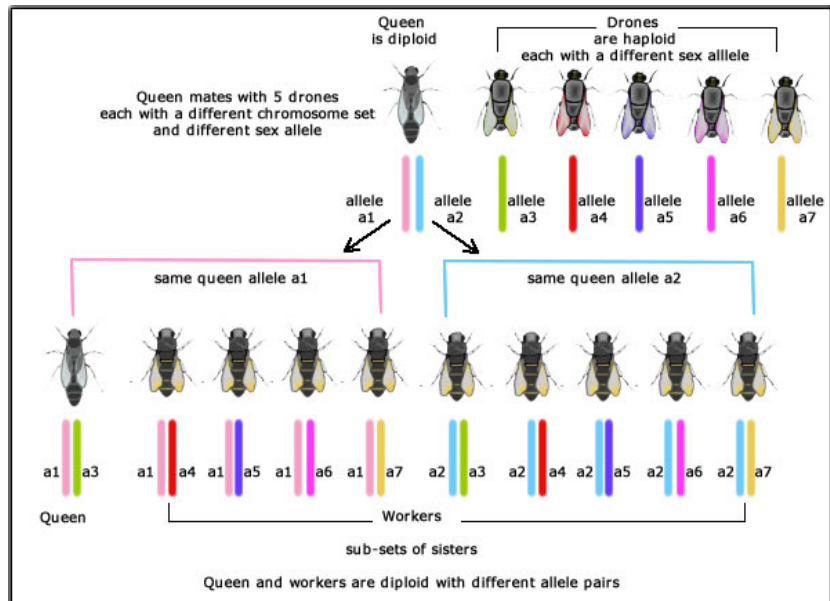 Queen
is diploid
Drones
are haploid
each with a different sex alllele
Queen mates with 5 drones
each with a different chromosome set
and different sex allele
allele
a1
allele
a2
allele
a3
allele
a4
allele
a5
allele
a6
allele
a7
same queen allele a1
same queen allele a2
a1 a3
a1 a4
a1 a5
a1 a6
a1 a7
a2 a3
a2 a4
a2 a5
a2 a6
a2 a7
Queen
Workers
sub-sets of sisters
Queen and workers are diploid with different allele pairs